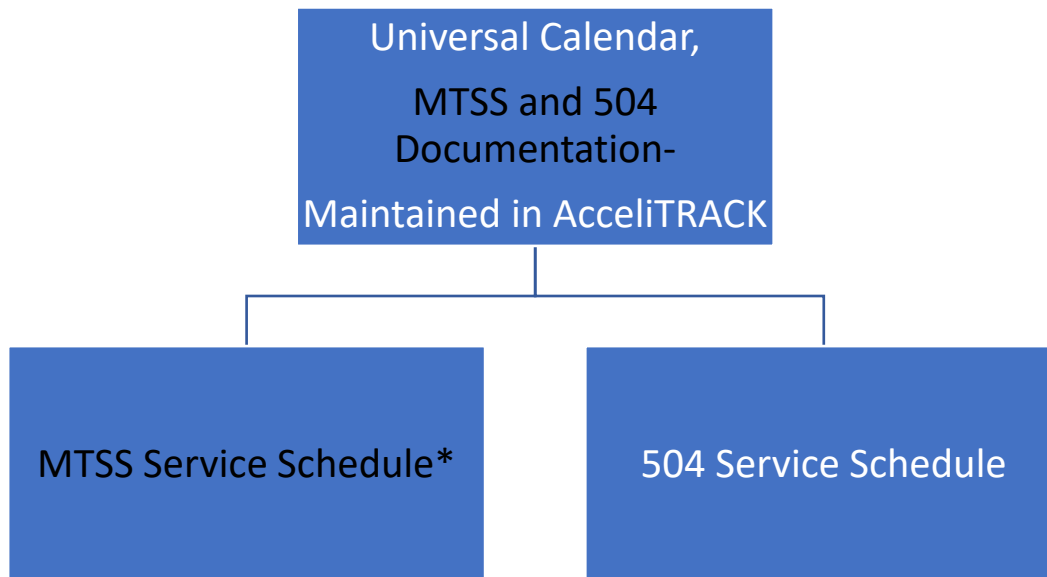 Universal Calendar,
MTSS and 504
Documentation-
Maintained in AcceliTRACK
MTSS Service Schedule*
504 Service Schedule